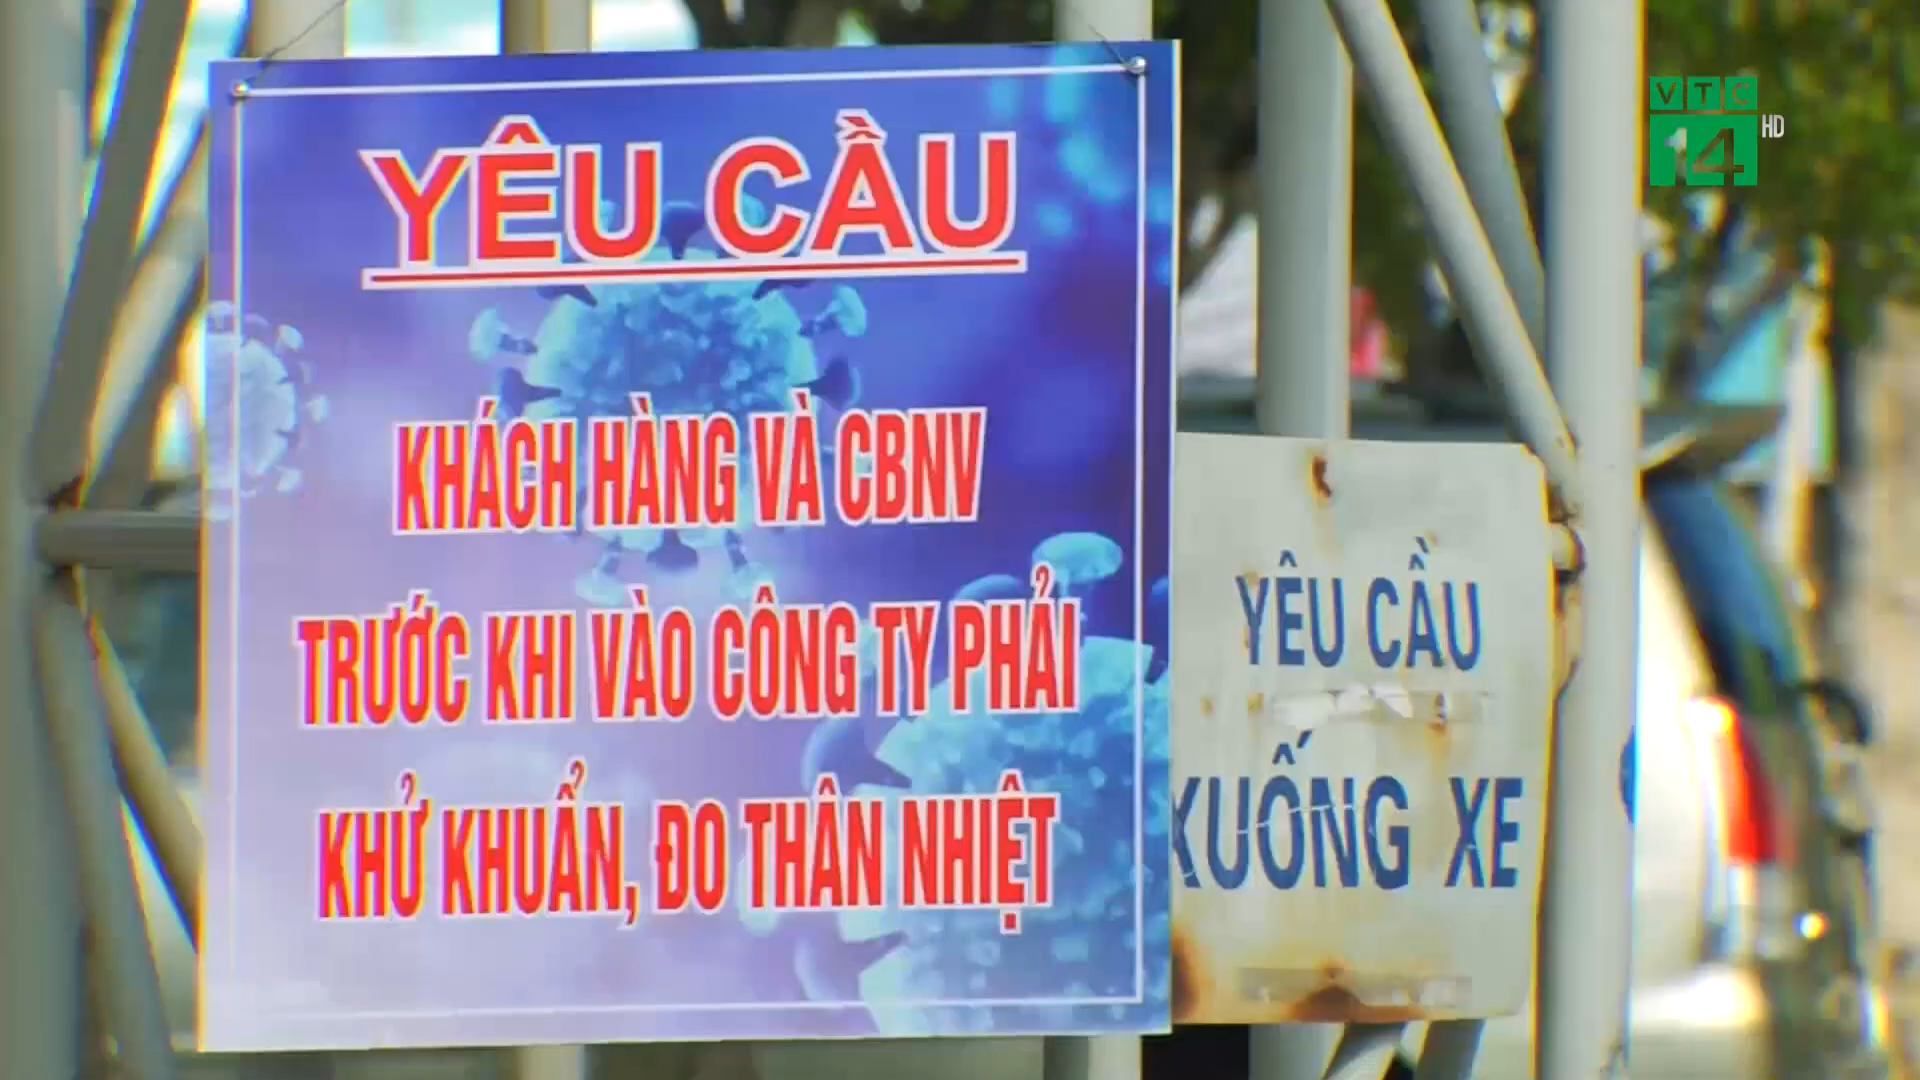 YÊU CẦU
KHÁCH HÀNG VÀ CBNV
TRƯỚC KHI VÀO CÔNG TY PHẢI
KHỬ KHUẨN, ĐO THÂN NHIỆT
YÊU CẦU
XUỐNG XE
VTC
14 HD